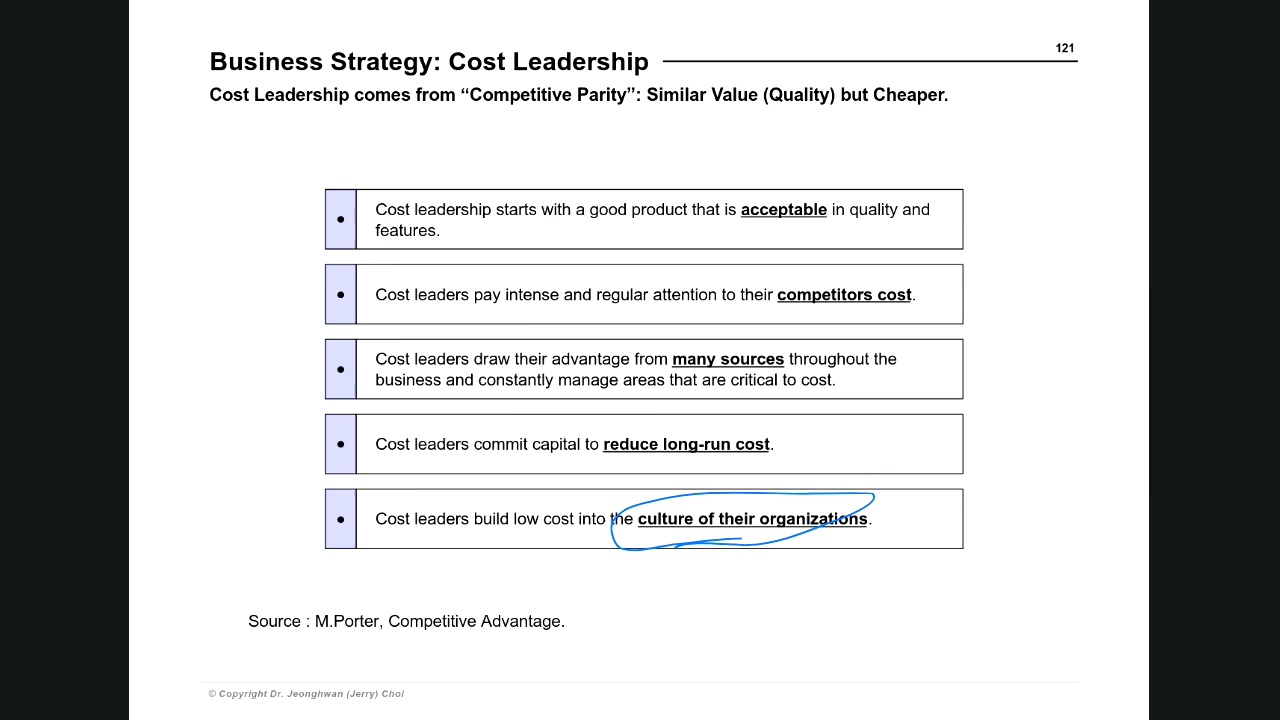 121
Business Strategy: Cost Leadership
Cost Leadership comes from “Competitive Parity”: Similar Value (Quality) but Cheaper.
• Cost leadership starts with a good product that is acceptable in quality and
features.
• Cost leaders pay intense and regular attention to their competitors cost.
• Cost leaders draw their advantage from many sources throughout the
business and constantly manage areas that are critical to cost.
• Cost leaders commit capital to reduce long-run cost.
• Cost leaders build low cost into the culture of their organizations.
Source : M.Porter, Competitive Advantage.
© Copyright Dr. Jeonghwan (Jerry) Choi